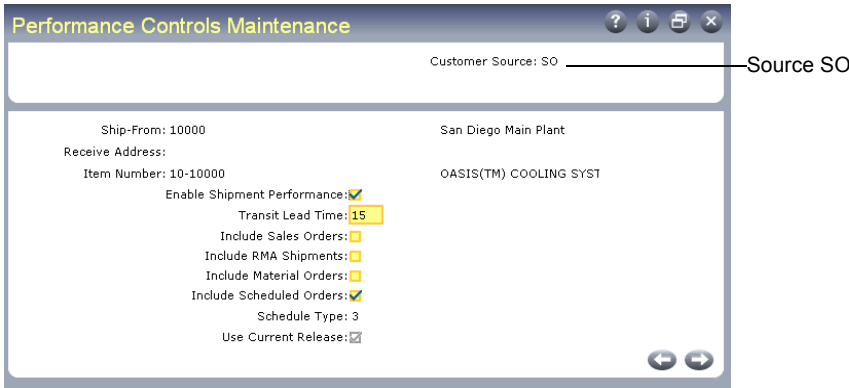 Performance Controls Maintenance
Customer Source: SO
Source SO
Ship-From: 10000 San Diego Main Plant
Receive Address:
Item Number: 10-10000 OASIS(TM) COOLING SYST
Enable Shipment Performance:
Transit Lead Time: 15
Include Sales Orders:
Include RMA Shipments:
Include Material Orders:
Include Scheduled Orders:
Schedule Type: 3
Use Current Release: